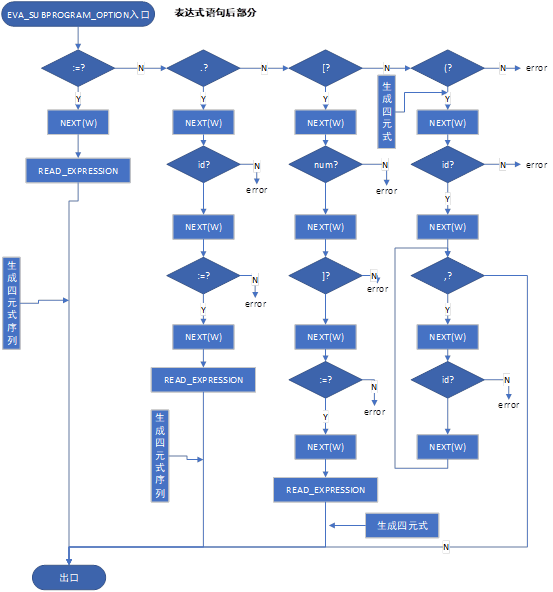 EVA_SUBPROGRAM_OPTION入口
表达式语句后部分
:=?
N
.?
N
[?
N
(?
N
error
Y
Y
Y
生成四元式
Y
NEXT(W)
NEXT(W)
NEXT(W)
NEXT(W)
READ_EXPRESSION
id?
N
error
num?
N
error
id?
N
error
Y
NEXT(W)
NEXT(W)
NEXT(W)
生成四元式序列
:=?
N
error
]?
N
error
,?
Y
Y
NEXT(W)
NEXT(W)
NEXT(W)
READ_EXPRESSION
:=?
N
error
id?
N
error
Y
生成四元式序列
NEXT(W)
NEXT(W)
READ_EXPRESSION
生成四元式
N
出口